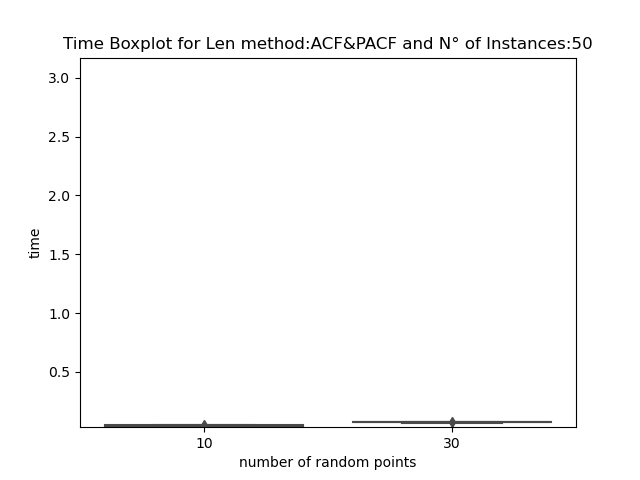 Time Boxplot for Len method:ACF&PACF and N° of Instances:50
3.0
2.5
2.0
1.5
1.0
0.5
time
10
30
number of random points